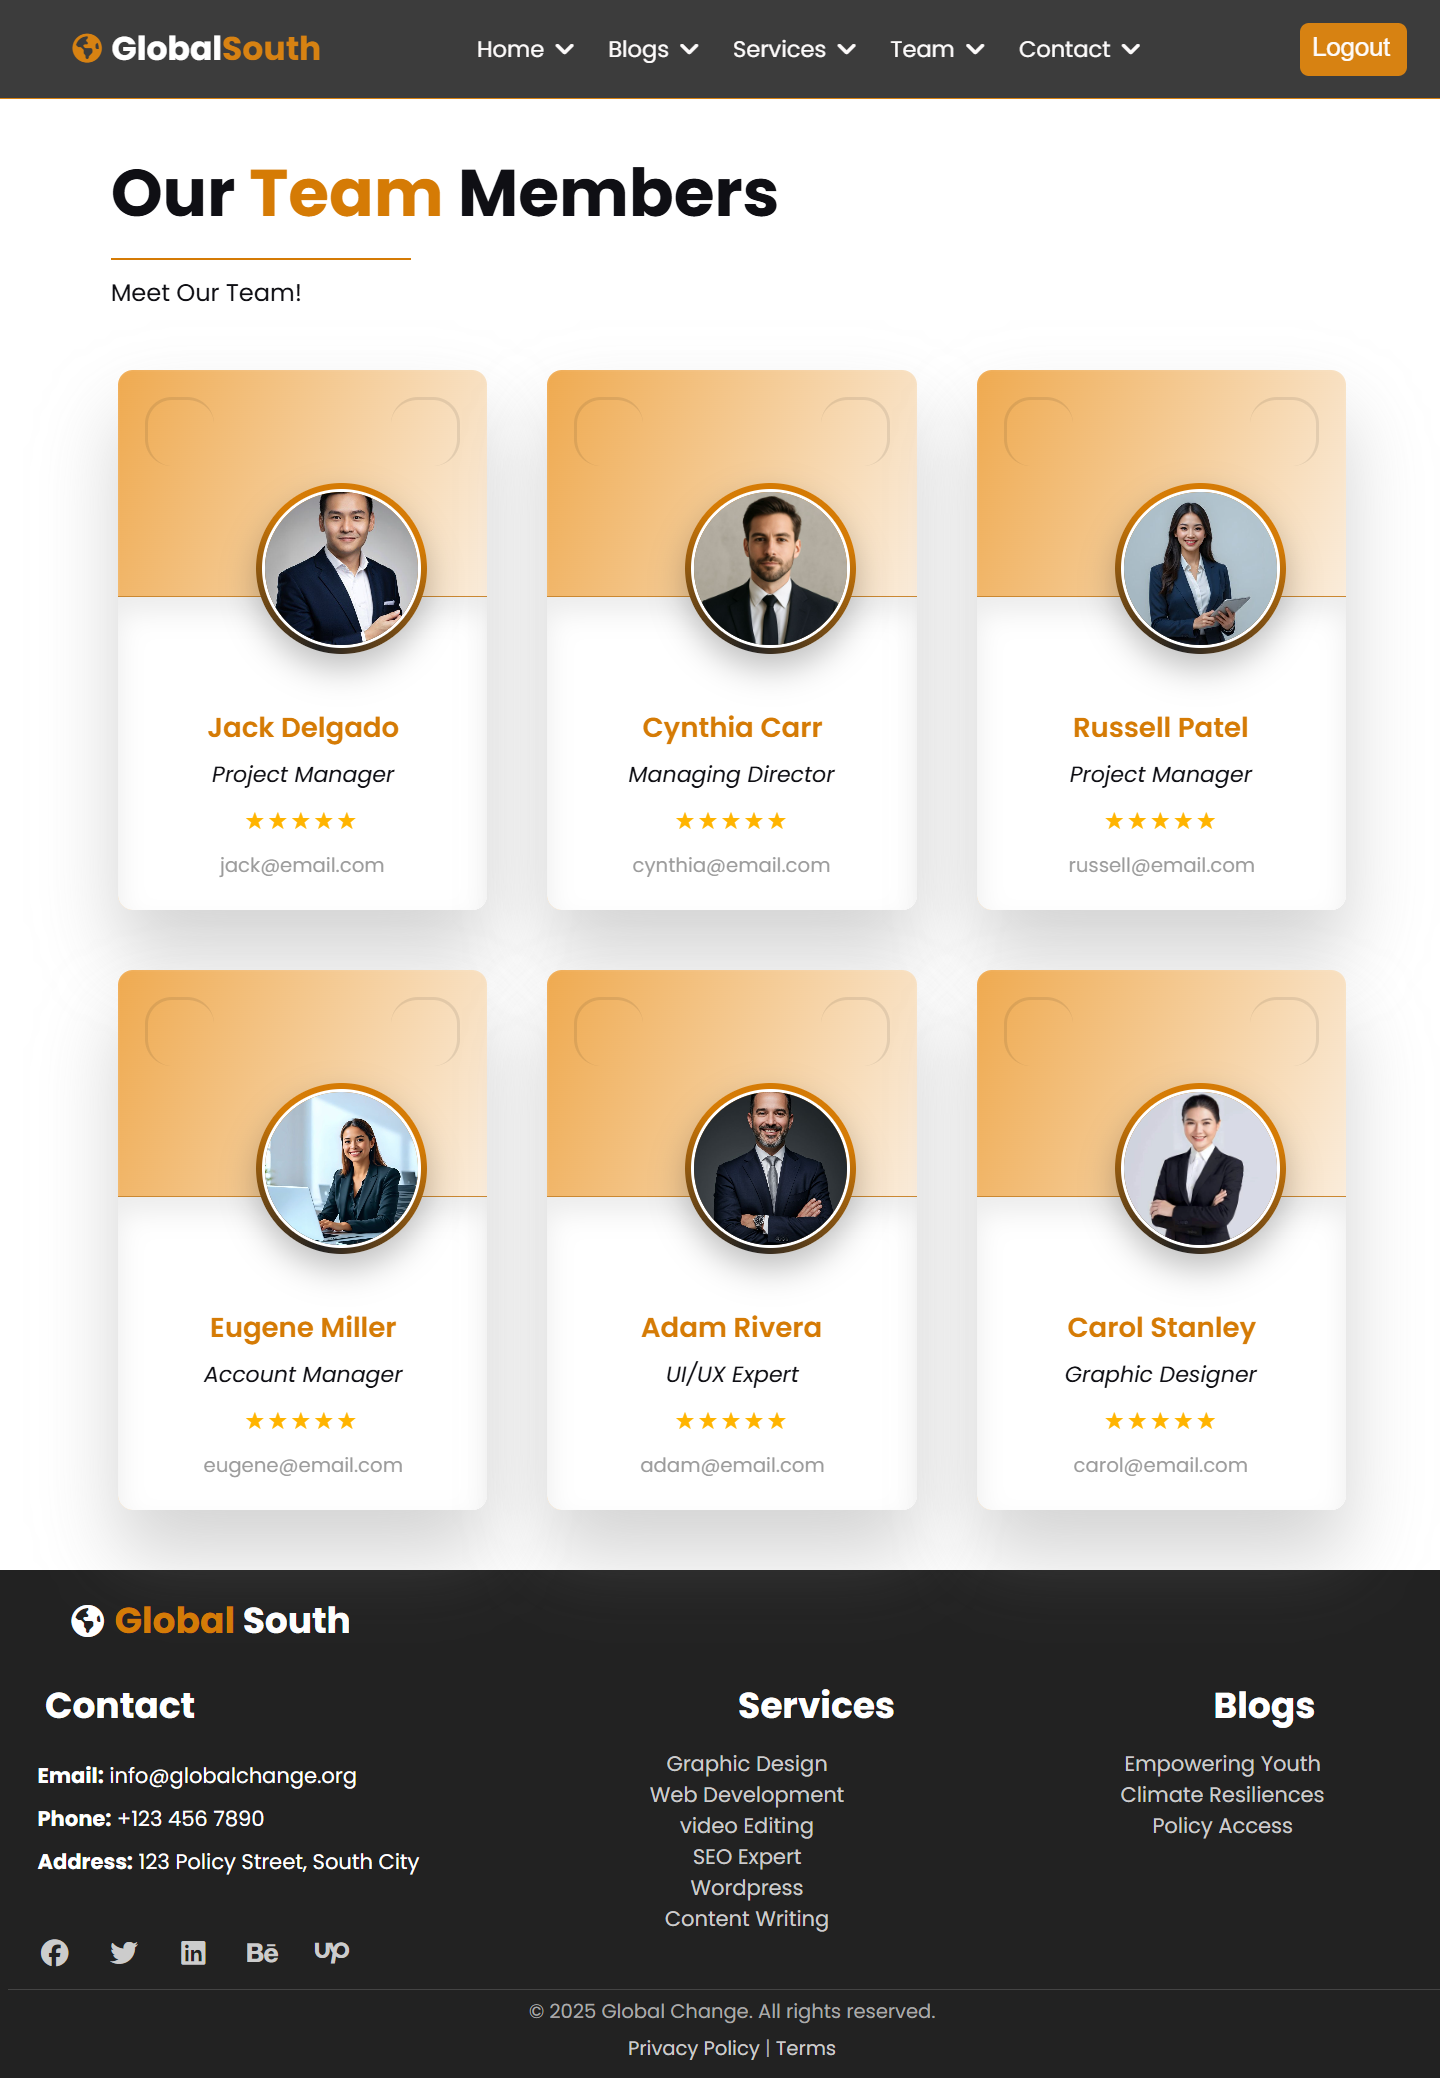 GlobalSouth
Home Blogs Services Team Contact
Logout
Our Team Members
Meet Our Team!
Jack Delgado
Project Manager
★★★★★
jack@email.com
Cynthia Carr
Managing Director
★★★★★
cynthia@email.com
Russell Patel
Project Manager
★★★★★
russell@email.com
Eugene Miller
Account Manager
★★★★★
eugene@email.com
Adam Rivera
UI/UX Expert
★★★★★
adam@email.com
Carol Stanley
Graphic Designer
★★★★★
carol@email.com
Global South
Contact
Email: info@globalchange.org
Phone: +123 456 7890
Address: 123 Policy Street, South City
Bē up
Services
Graphic Design
Web Development
video Editing
SEO Expert
Wordpress
Content Writing
Blogs
Empowering Youth
Climate Resiliences
Policy Access
© 2025 Global Change. All rights reserved.
Privacy Policy | Terms